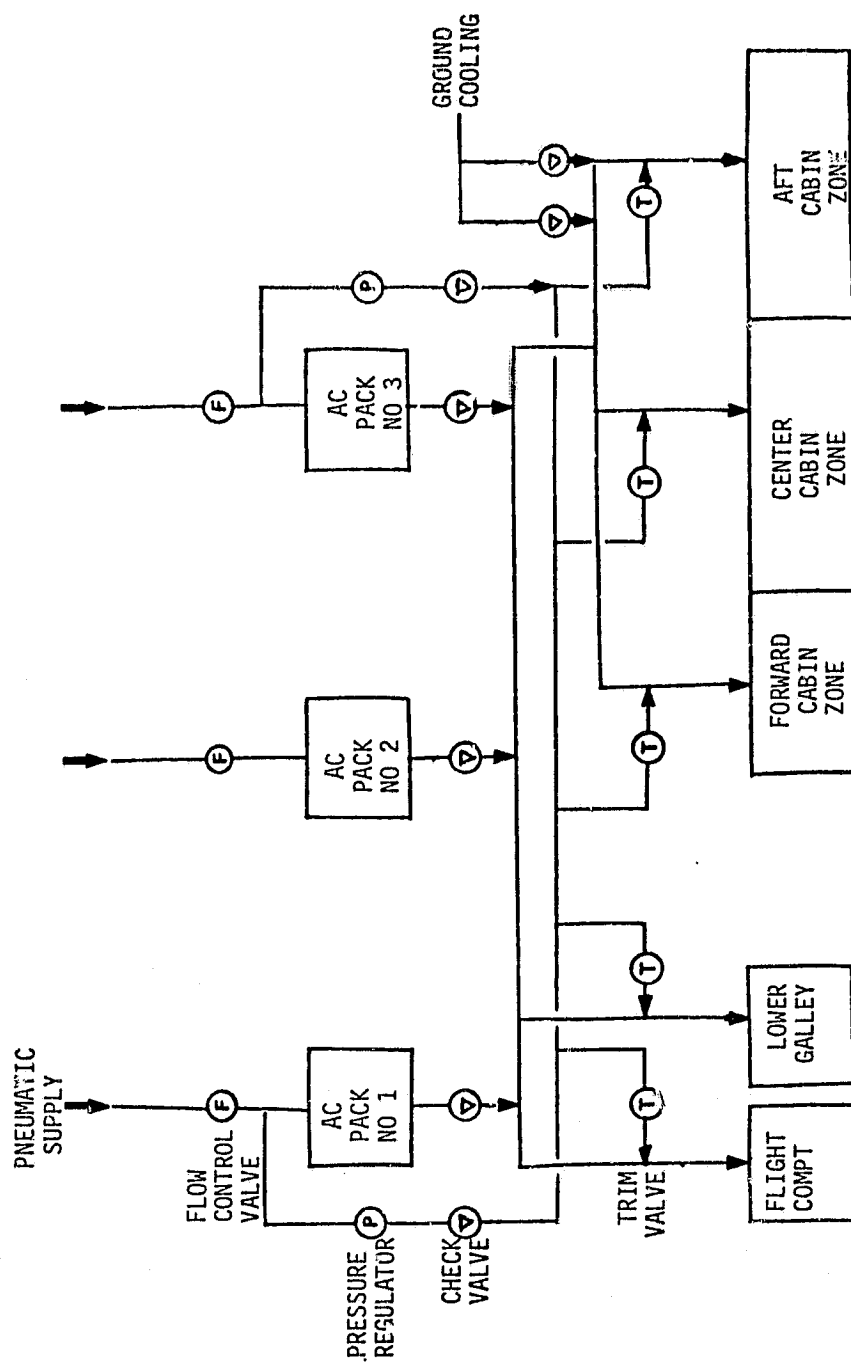 PNEUMATIC
SUPPLY
FLOW
CONTROL
VALVE
F
F
F
AC
PACK
NO 1
AC
PACK
NO 2
AC
PACK
NO 3
P
P
.PRESSURE
REGULATOR
CHECK
VALVE
GROUND
COOLING
TRIM
VALVE
T
T
T
T
T
FLIGHT
COMPT
LOWER
GALLEY
FORWARD
CABIN
ZONE
CENTER
CABIN
ZONE
AFT
CABIN
ZONE